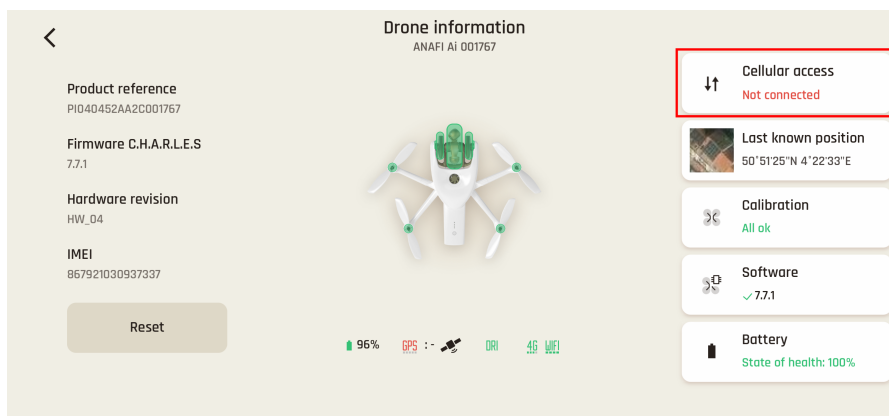 Drone information
ANAFI Ai 001767
Product reference
PI040452AA2C001767
Firmware C.H.A.R.L.E.S
7.7.1
Hardware revision
HW_04
IMEI
867921030937337
Reset
96% GPS : - DRI 4G WIFI
Cellular access
Not connected
Last known position
50°51'25"N 4°22'33"E
Calibration
All ok
Software
7.7.1
Battery
State of health: 100%